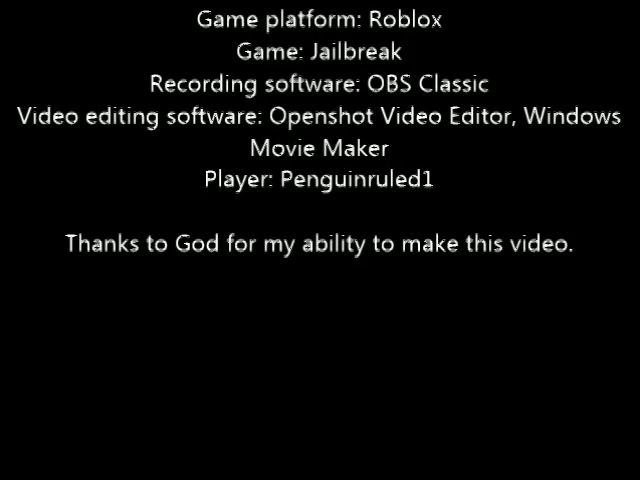 Game platform: Roblox
Game: Jailbreak
Recording software: OBS Classic
Video editing software: Openshot Video Editor, Windows
Movie Maker
Player: Penguinruled1
Thanks to God for my ability to make this video.